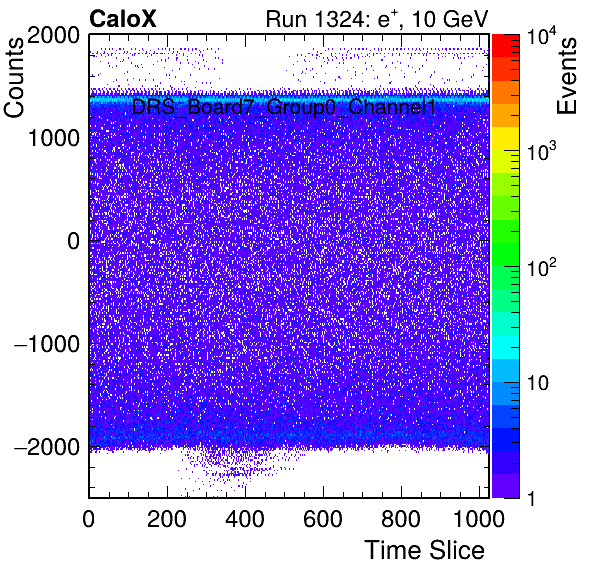 CaloX Run 1324: e⁺, 10 GeV
Counts
2000
1000
0
−1000
−2000
DRS_Board7_Group0_Channel1
0 200 400 600 800 1000
Time Slice
Events
10⁴
10³
10²
10
1